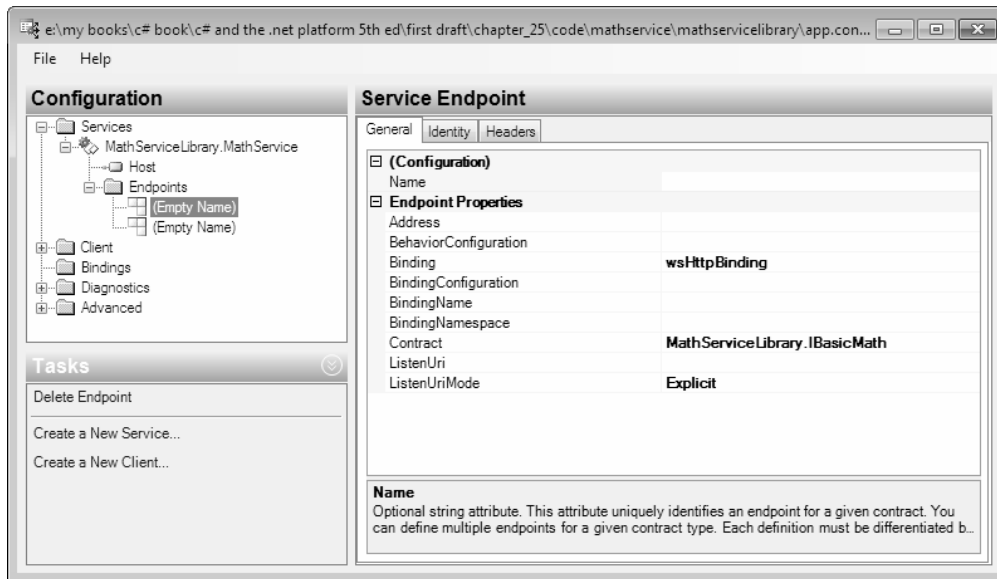 e:\my books\c# book\c# and the .net platform 5th ed\first draft\chapter_25\code\mathservice\mathservicelibrary\app.con...
File Help
Configuration
Services
MathServiceLibrary.MathService
Host
Endpoints
(Empty Name)
(Empty Name)
Client
Bindings
Diagnostics
Advanced
Tasks
Delete Endpoint
Create a New Service...
Create a New Client...
Service Endpoint
General Identity Headers
(Configuration)
Name
Endpoint Properties
Address
BehaviorConfiguration
Binding wsHttpBinding
BindingConfiguration
BindingName
BindingNamespace
Contract MathServiceLibrary.IBasicMath
ListenUri
ListenUriMode Explicit
Name
Optional string attribute. This attribute uniquely identifies an endpoint for a given contract. You
can define multiple endpoints for a given contract type. Each definition must be differentiated b...